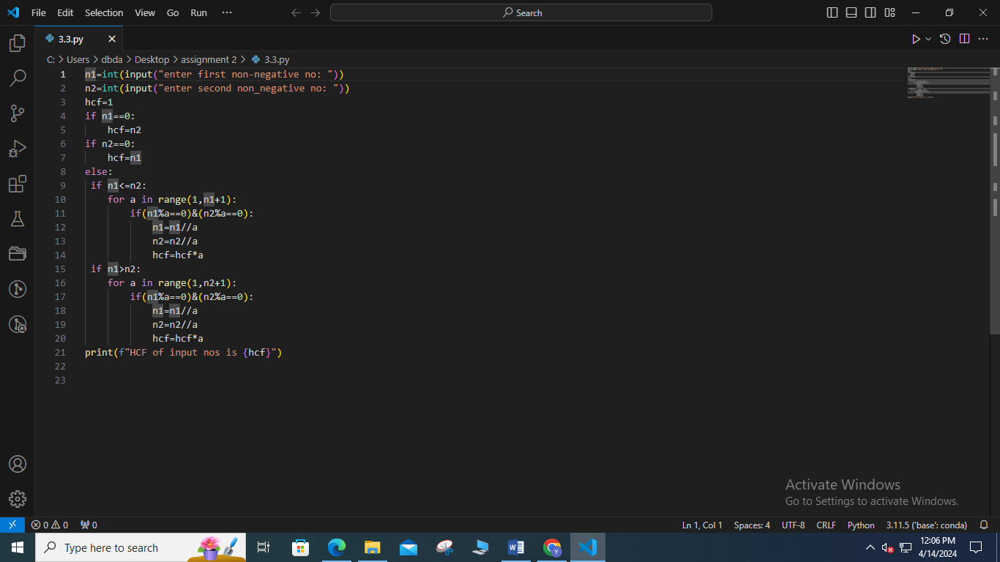 File Edit Selection View Go Run ··· Search
3.3.py
C: > Users > dbda > Desktop > assignment 2 > 3.3.py
1 n1=int(input("enter first non-negative no: "))
2 n2=int(input("enter second non_negative no: "))
3 hcf=1
4 if n1==0:
5     hcf=n2
6 if n2==0:
7     hcf=n1
8 else:
9  if n1<=n2:
10     for a in range(1,n1+1):
11         if(n1%a==0)&(n2%a==0):
12             n1=n1//a
13             n2=n2//a
14             hcf=hcf*a
15  if n1>n2:
16     for a in range(1,n2+1):
17         if(n1%a==0)&(n2%a==0):
18             n1=n1//a
19             n2=n2//a
20             hcf=hcf*a
21 print(f"HCF of input nos is {hcf}")
22
23
Activate Windows
Go to Settings to activate Windows.
0 0 0 Ln 1, Col 1 Spaces: 4 UTF-8 CRLF Python 3.11.5 ('base': conda)
Type here to search
12:06 PM
4/14/2024